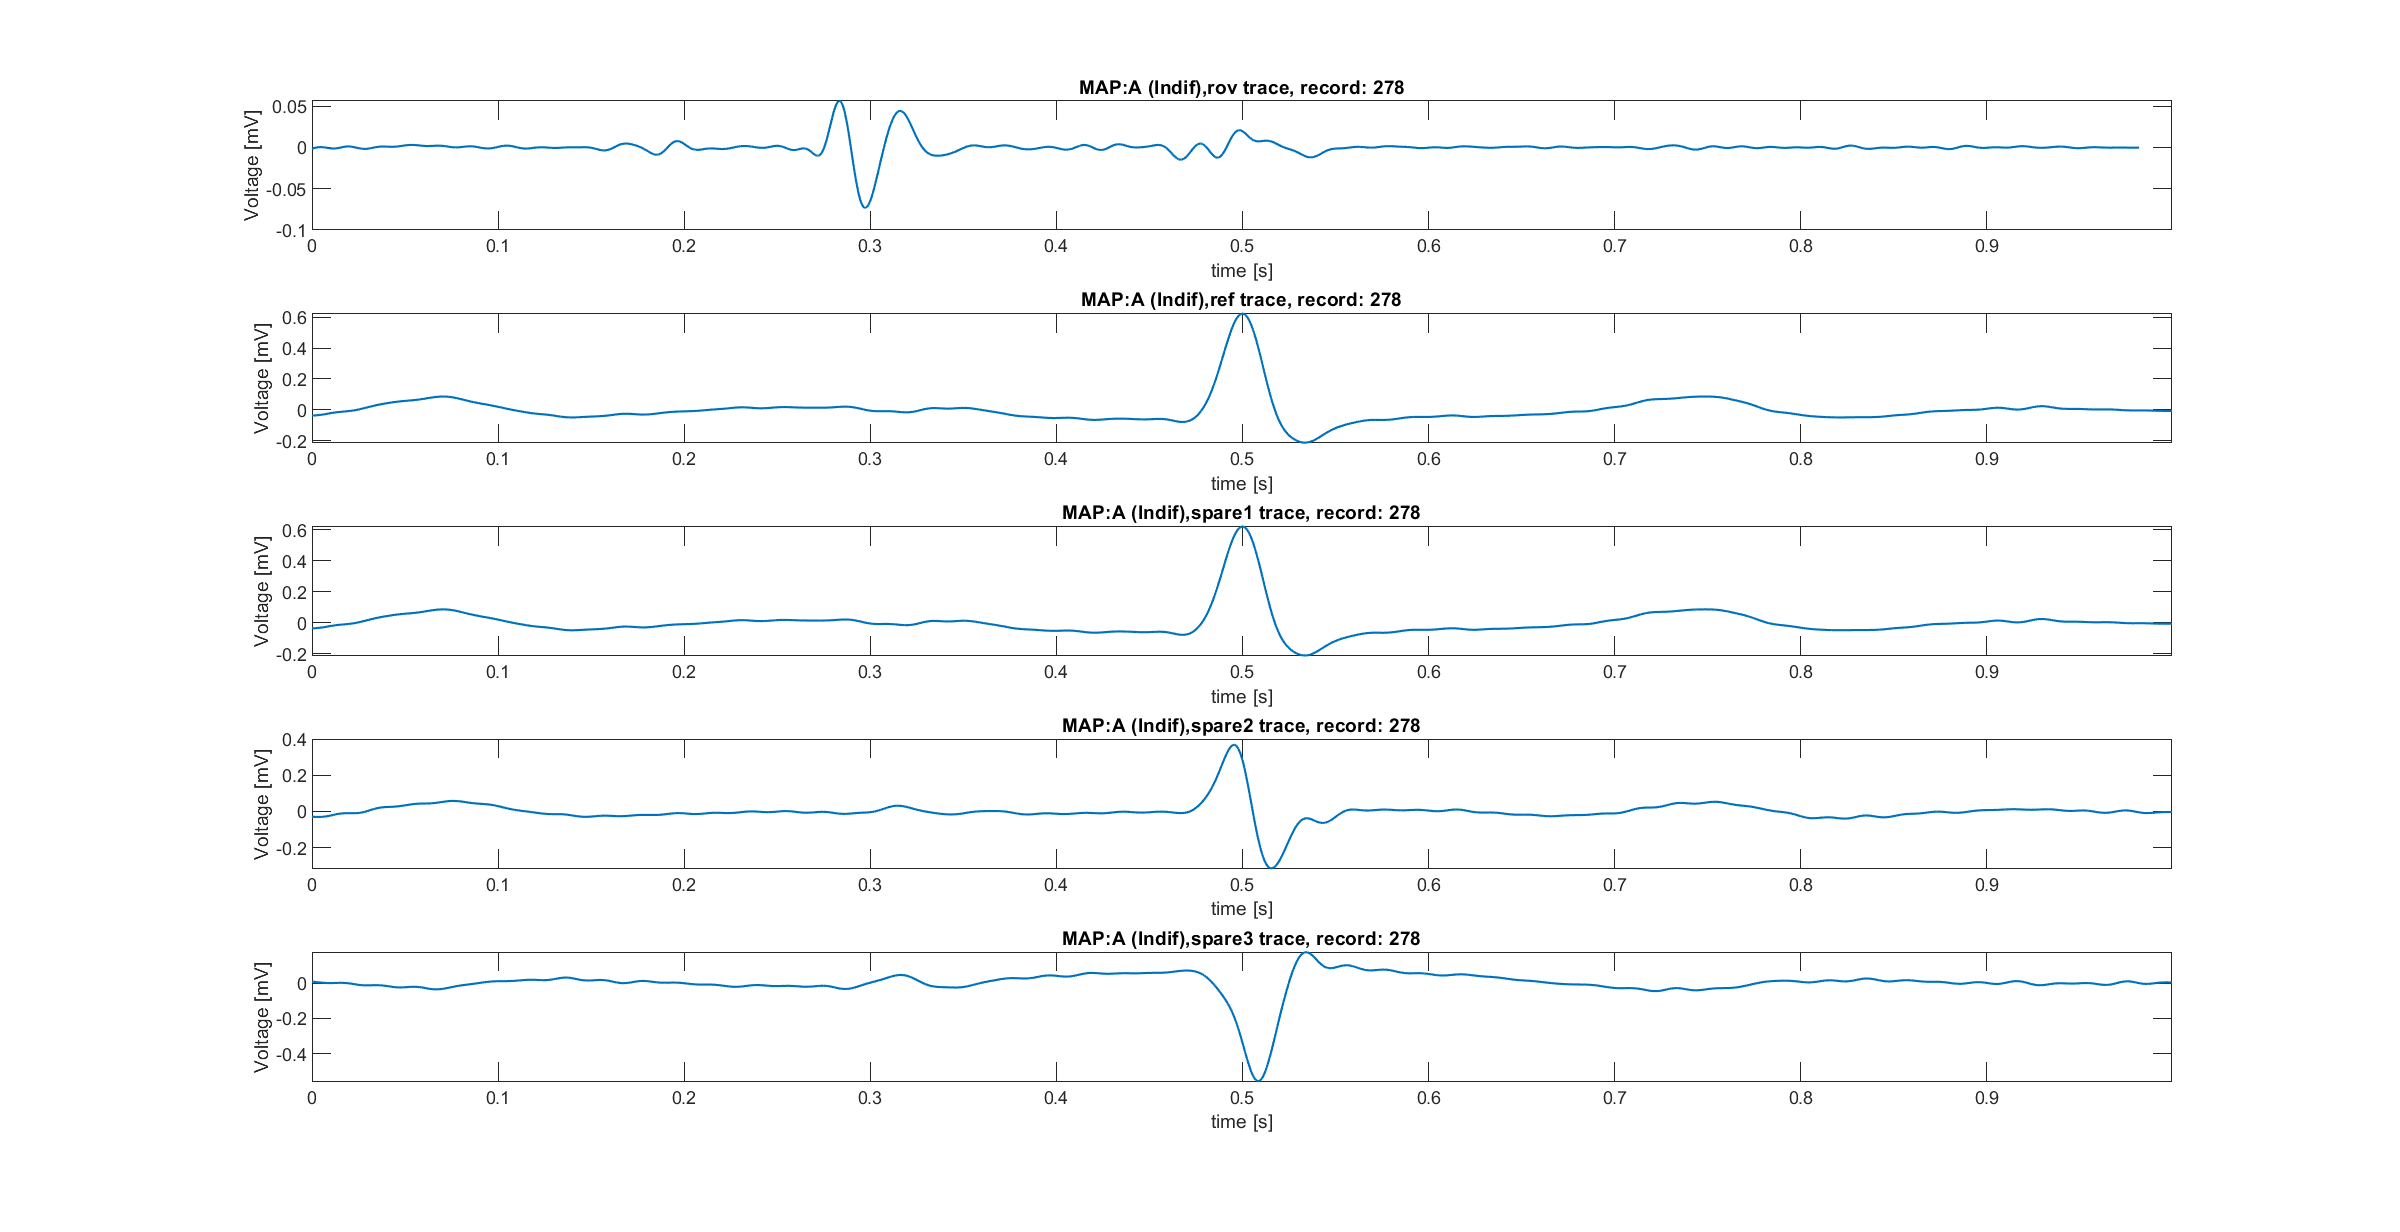 MAP:A (Indif),rov trace, record: 278
Voltage [mV]
0.05
0
-0.05
-0.1
0 0.1 0.2 0.3 0.4 0.5 0.6 0.7 0.8 0.9
time [s]
MAP:A (Indif),ref trace, record: 278
Voltage [mV]
0.6
0.4
0.2
0
-0.2
0 0.1 0.2 0.3 0.4 0.5 0.6 0.7 0.8 0.9
time [s]
MAP:A (Indif),spare1 trace, record: 278
Voltage [mV]
0.6
0.4
0.2
0
-0.2
0 0.1 0.2 0.3 0.4 0.5 0.6 0.7 0.8 0.9
time [s]
MAP:A (Indif),spare2 trace, record: 278
Voltage [mV]
0.4
0.2
0
-0.2
0 0.1 0.2 0.3 0.4 0.5 0.6 0.7 0.8 0.9
time [s]
MAP:A (Indif),spare3 trace, record: 278
Voltage [mV]
0
-0.2
-0.4
0 0.1 0.2 0.3 0.4 0.5 0.6 0.7 0.8 0.9
time [s]